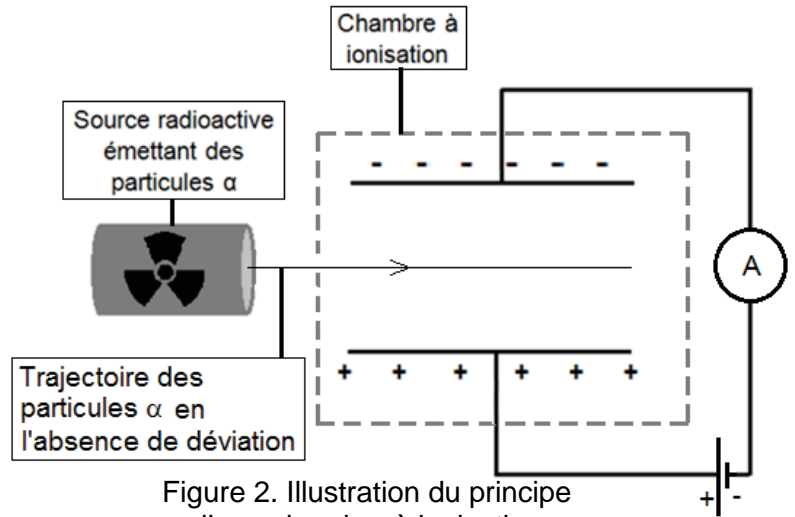 Chambre à
ionisation
Source radioactive
émettant des
particules α
- - - - - -
A
+ + + + + +
Trajectoire des
particules α en
l'absence de déviation
+ -
Figure 2. Illustration du principe